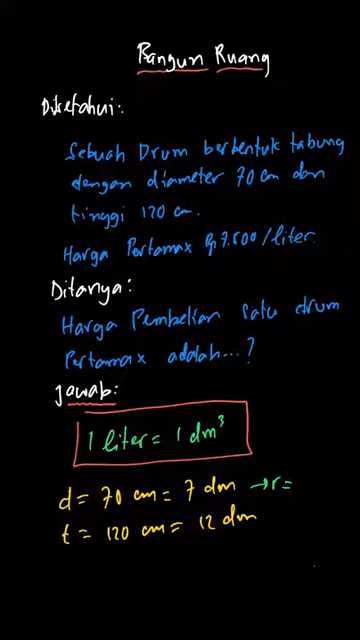 Bangun Ruang
Diketahui:
Sebuah Drum berbentuk tabung
dengan diameter 70 cm dan
tinggi 120 cm.
Harga Pertamax Rp.7.500/liter.
Ditanya:
Harga Pembelian satu drum
Pertamax adalah...?
Jawab:
1 liter = 1 dm³
d = 70 cm = 7 dm → r =
t = 120 cm = 12 dm